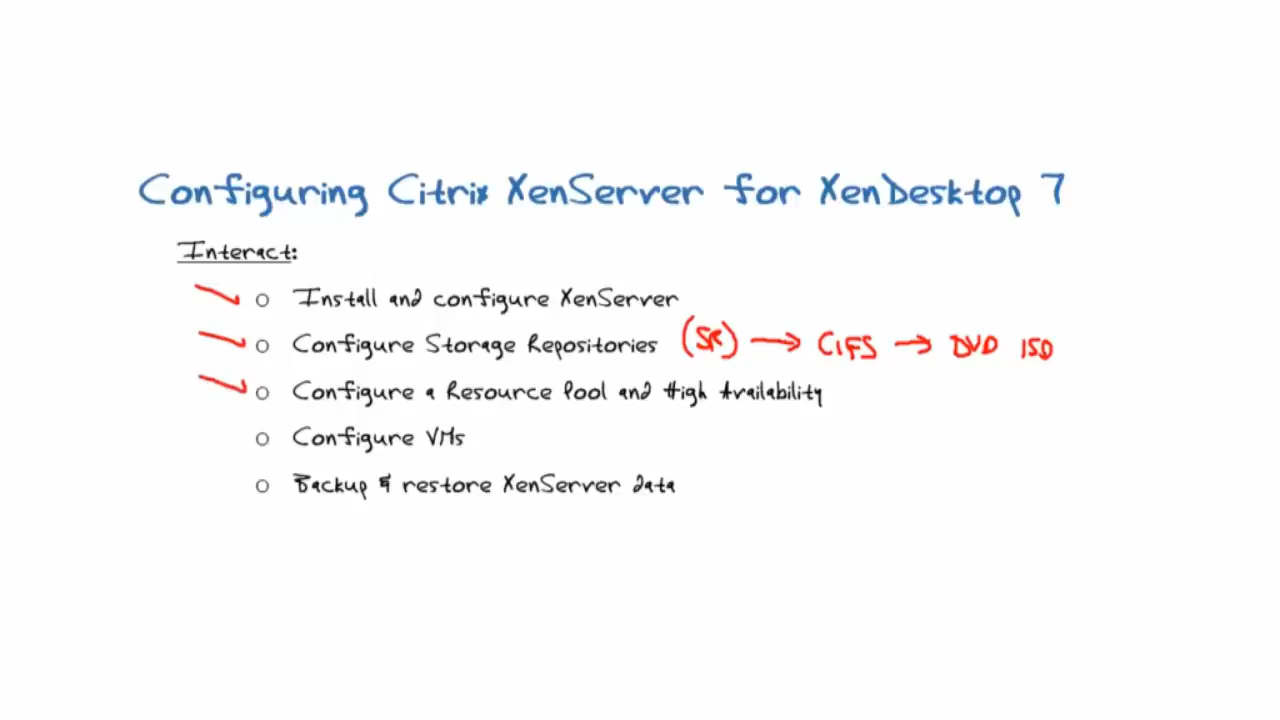 Configuring Citrix XenServer for XenDesktop 7
Interact:
Install and configure XenServer
Configure Storage Repositories (SR) → CIFS → DVD ISO
Configure a Resource Pool and High Availability
Configure VMs
Backup & restore XenServer data